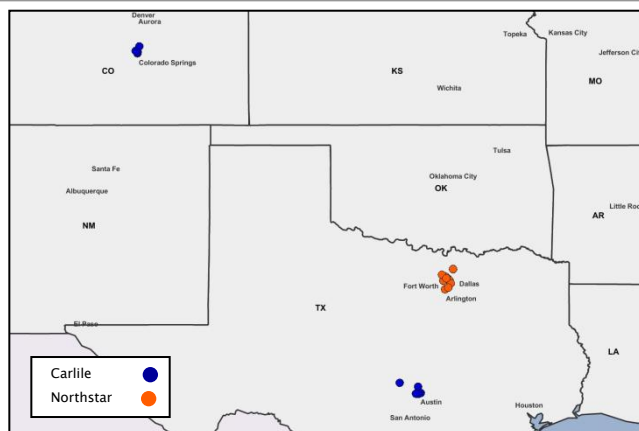 Denver
Aurora
Colorado Springs
CO
KS
Topeka
Kansas City
Jefferson City
MO
Wichita
Tulsa
Santa Fe
Albuquerque
NM
Oklahoma City
OK
AR
Little Roc
Fort Worth
Dallas
Arlington
TX
El Paso
LA
Austin
San Antonio
Houston
Carlile
Northstar